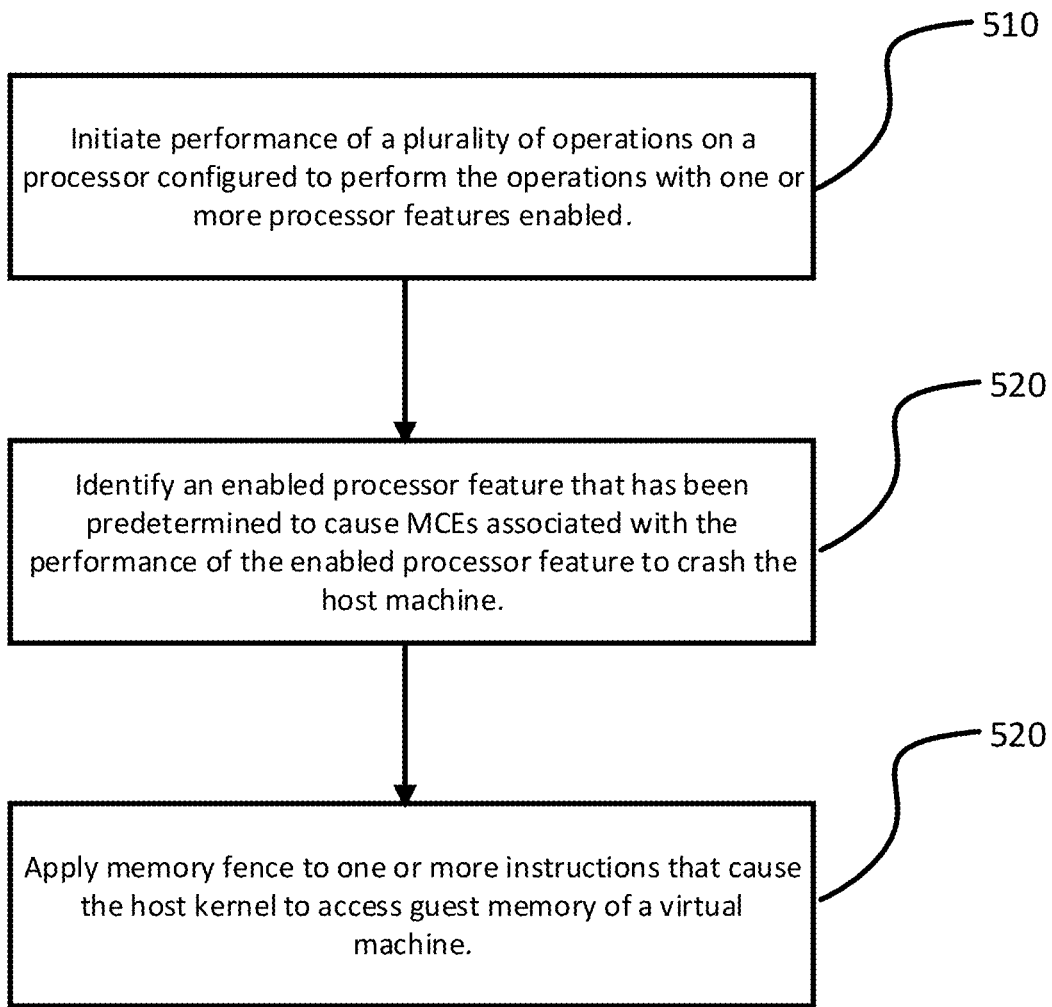 510
Initiate performance of a plurality of operations on a
processor configured to perform the operations with one or
more processor features enabled.
520
Identify an enabled processor feature that has been
predetermined to cause MCEs associated with the
performance of the enabled processor feature to crash the
host machine.
520
Apply memory fence to one or more instructions that cause
the host kernel to access guest memory of a virtual
machine.